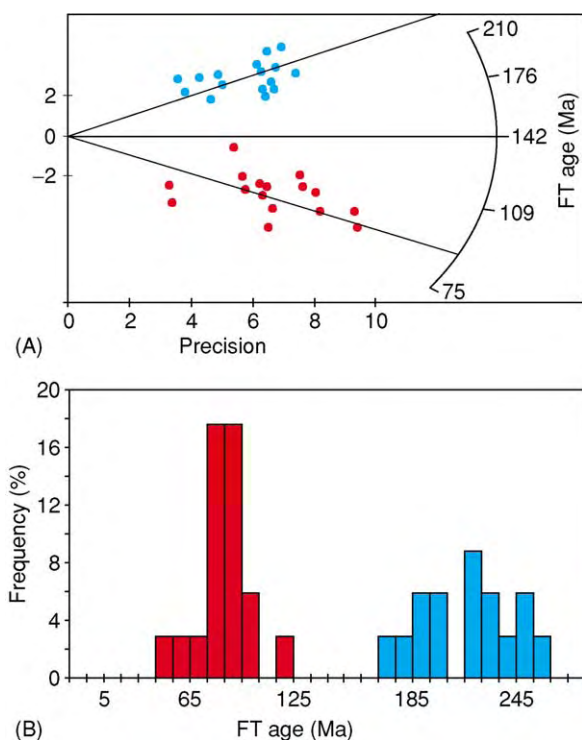 210
176
2
0
142
−2
109
75
FT age (Ma)
0 2 4 6 8 10
(A) Precision
20
16
12
8
4
0
Frequency (%)
5 65 125 185 245
(B) FT age (Ma)